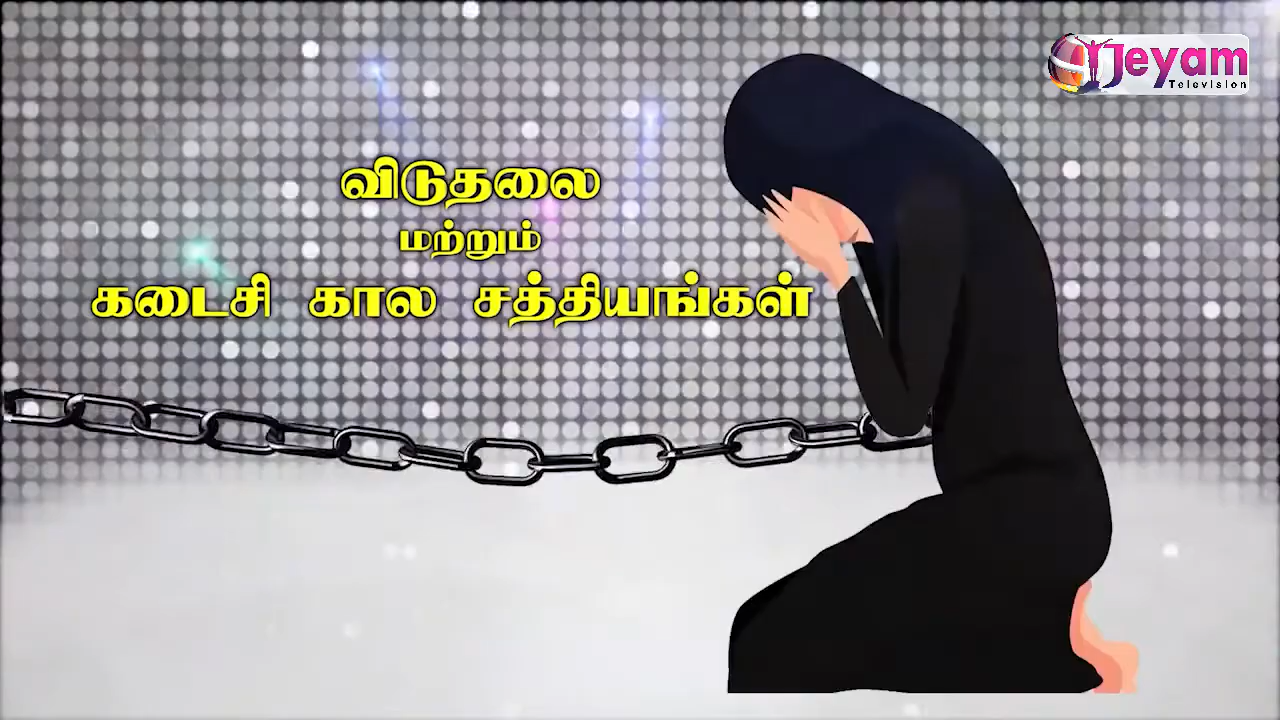 Jeyam
Television
விடுதலை
மற்றும்
கடைசி கால சத்தியங்கள்